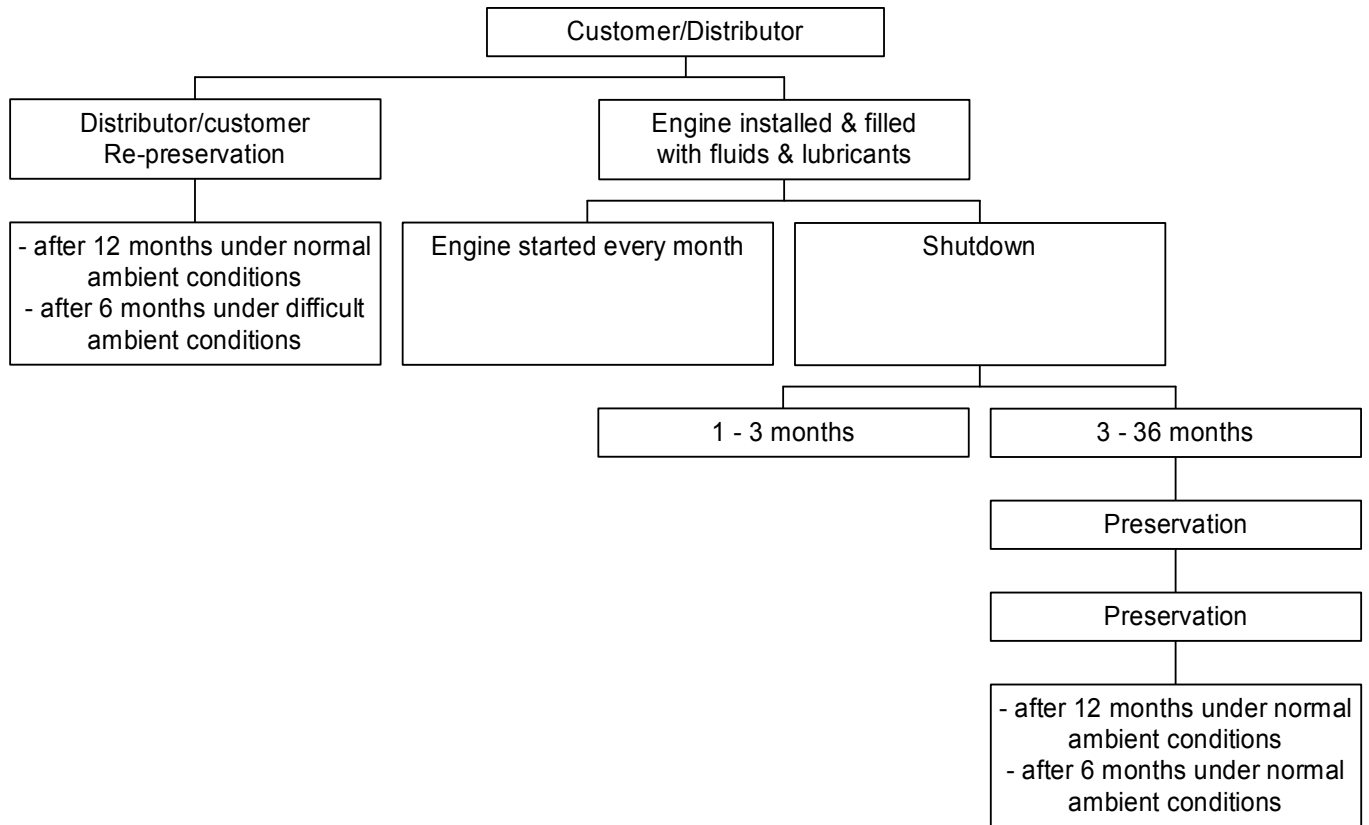 Customer/Distributor
Distributor/customer
Re-preservation
Engine installed & filled
with fluids & lubricants
- after 12 months under normal
ambient conditions
- after 6 months under difficult
ambient conditions
Engine started every month
Shutdown
1 - 3 months
3 - 36 months
Preservation
Preservation
- after 12 months under normal
ambient conditions
- after 6 months under normal
ambient conditions